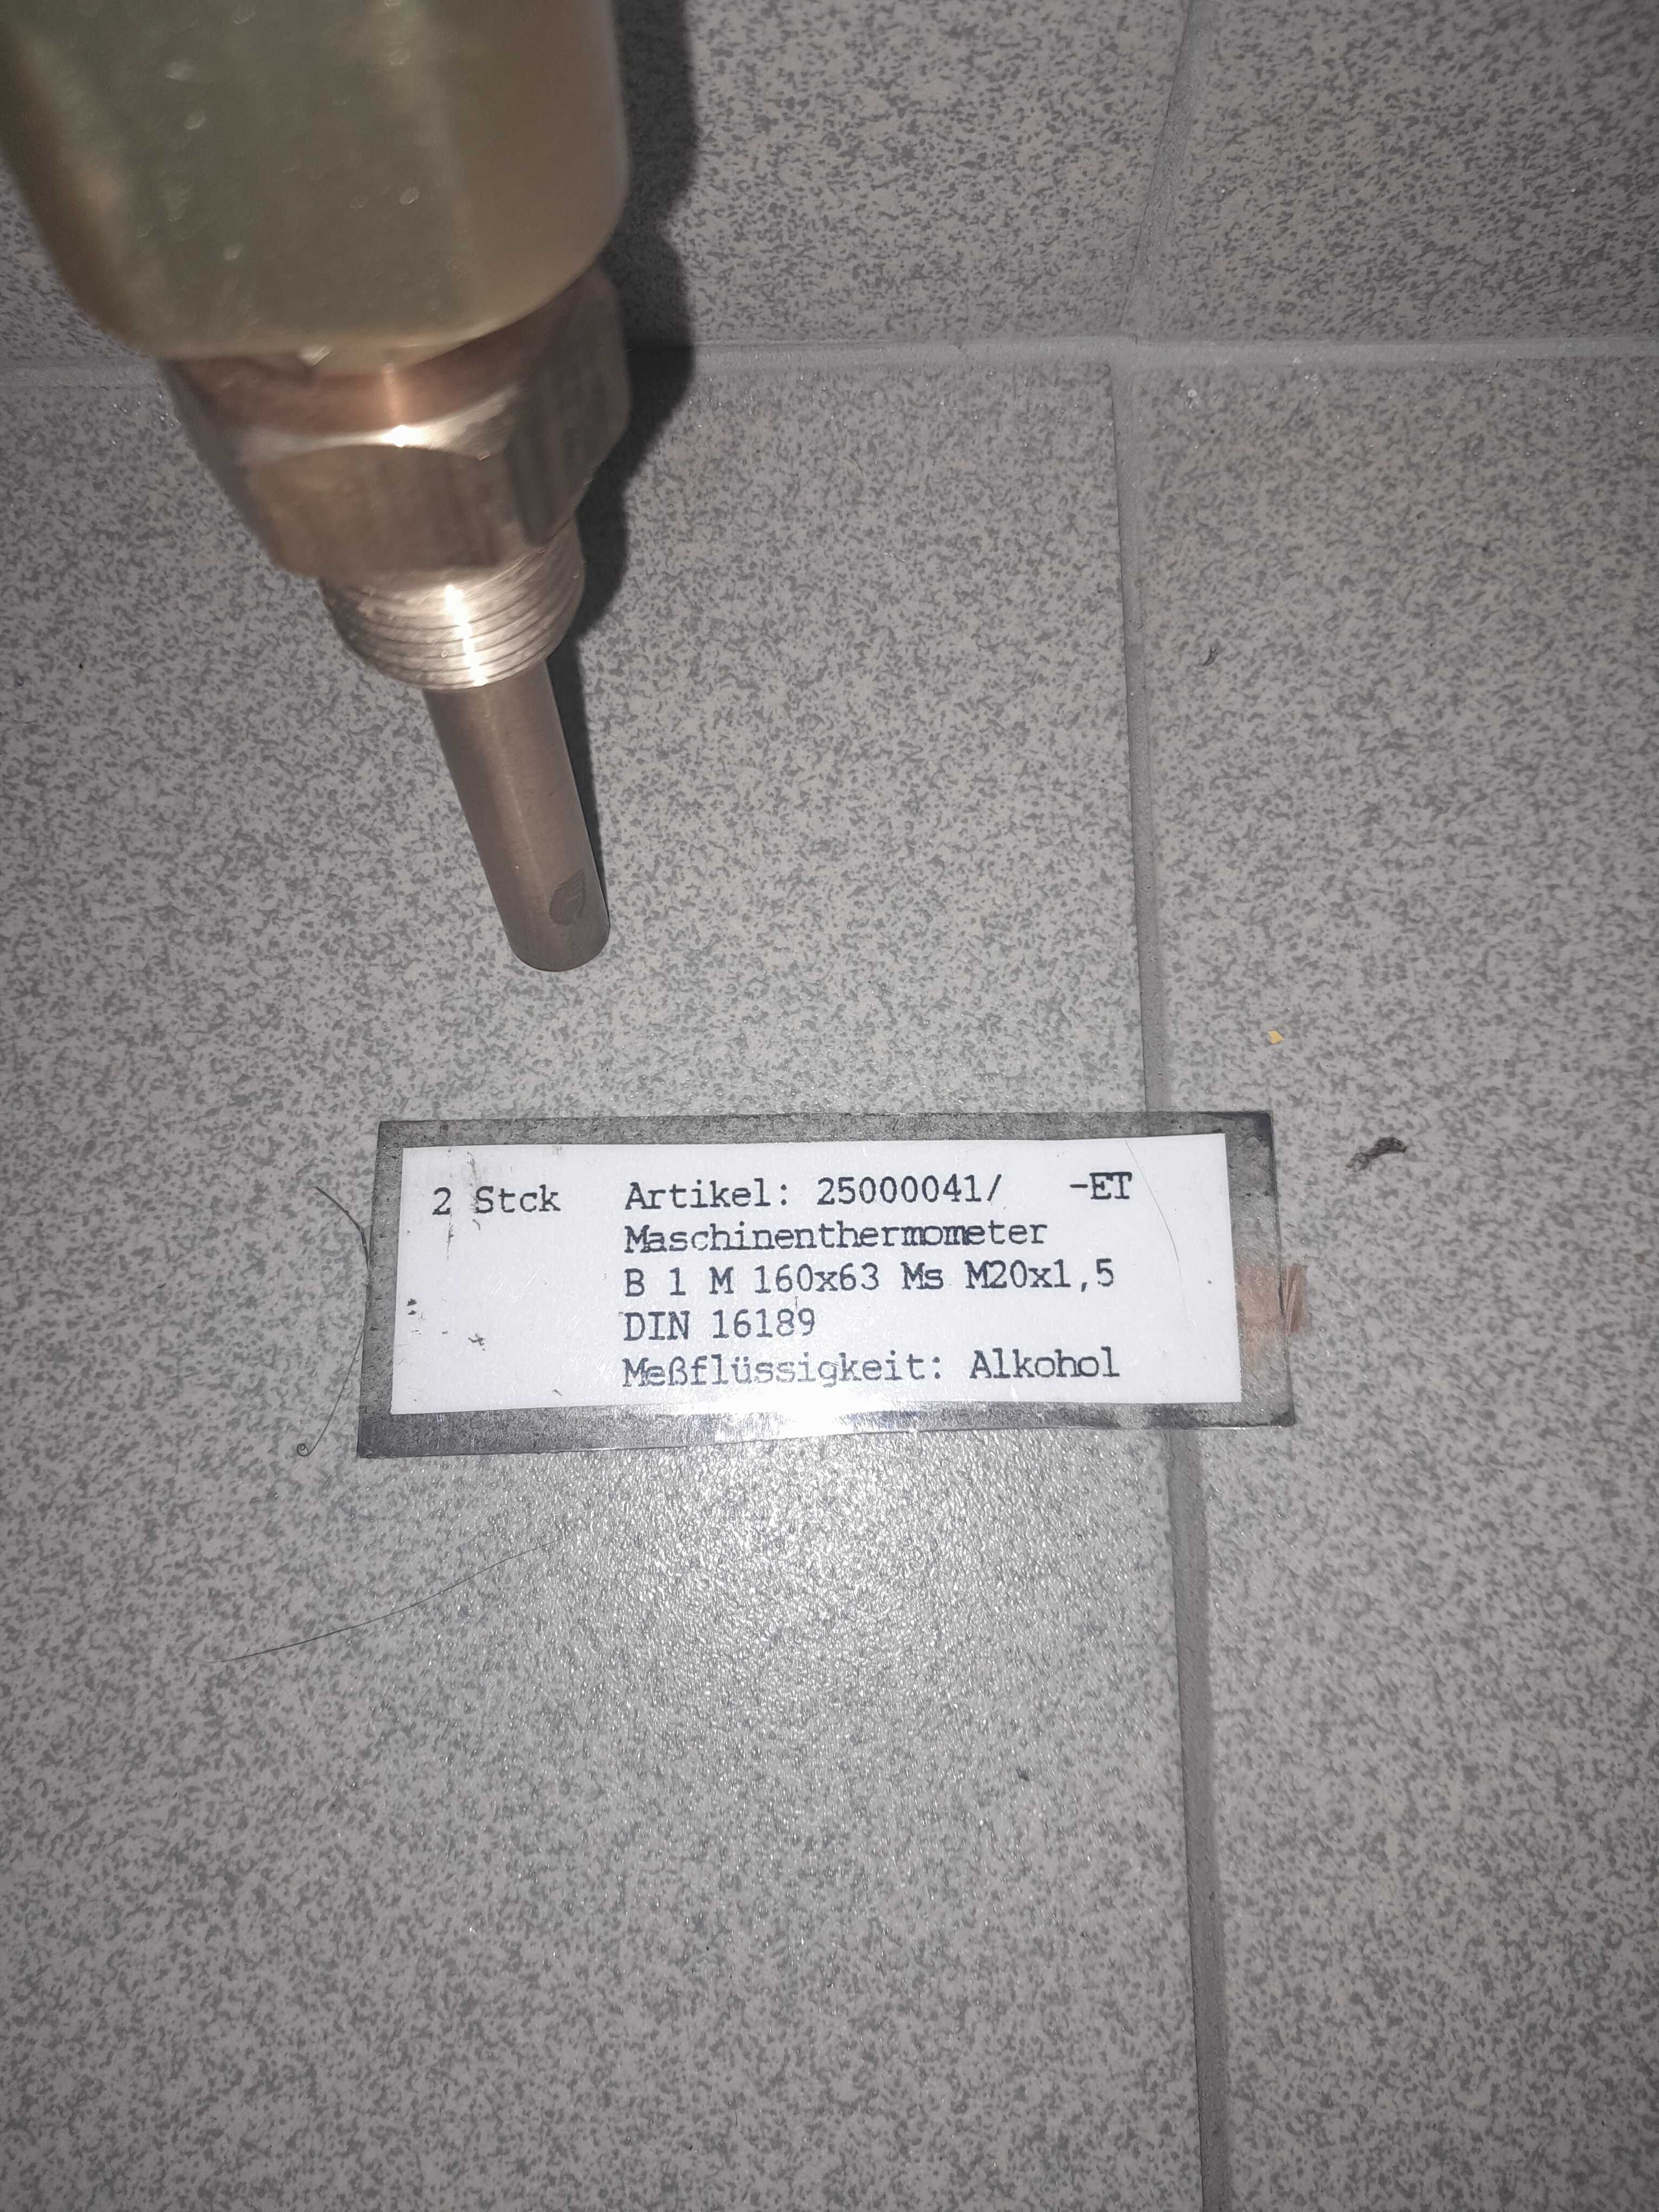 2 Stck Artikel: 25000041/ -ET
Maschinenthermometer
B 1 M 160x63 Ms M20x1,5
DIN 16189
Meßflüssigkeit: Alkohol